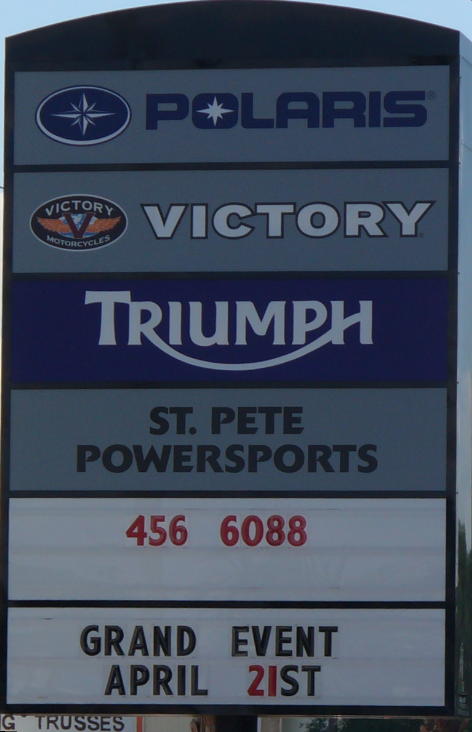 POLARIS
VICTORY
MOTORCYCLES
VICTORY
TRIUMPH
ST. PETE
POWERSPORTS
456 6088
GRAND EVENT
APRIL 21ST
G TRUSSES